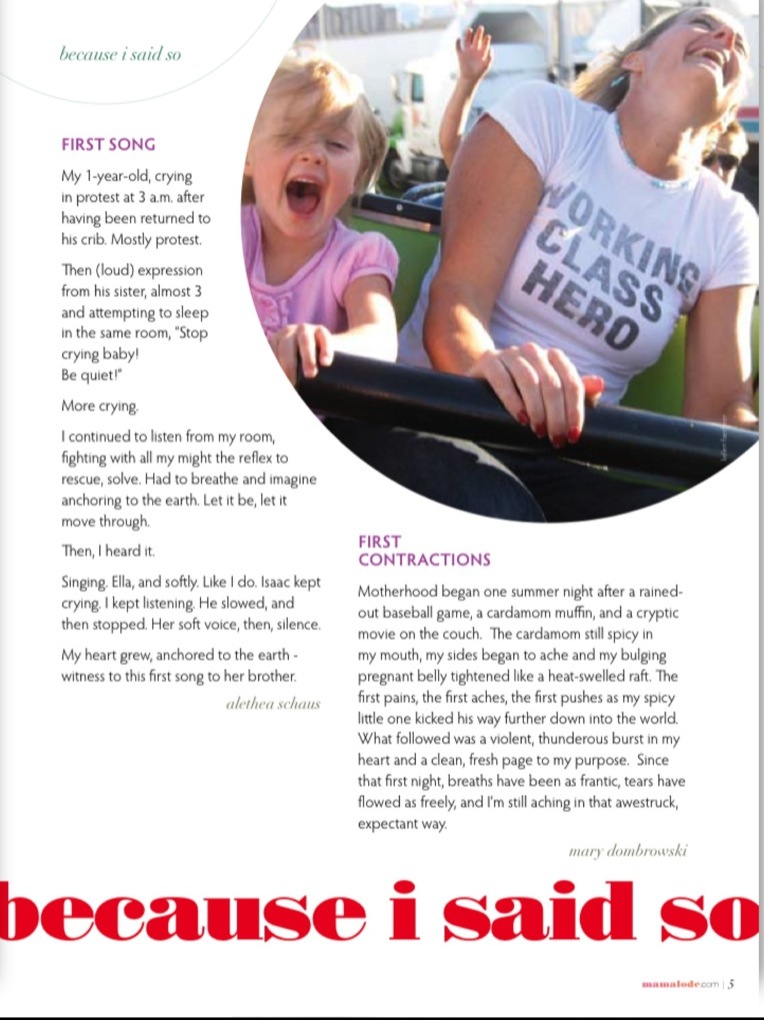 because i said so
FIRST SONG
My 1-year-old, crying
in protest at 3 a.m. after
having been returned to
his crib. Mostly protest.
Then (loud) expression
from his sister, almost 3
and attempting to sleep
in the same room, "Stop
crying baby!
Be quiet!"
More crying.
I continued to listen from my room,
fighting with all my might the reflex to
rescue, solve. Had to breathe and imagine
anchoring to the earth. Let it be, let it
move through.
Then, I heard it.
Singing. Ella, and softly. Like I do. Isaac kept
crying. I kept listening. He slowed, and
then stopped. Her soft voice, then, silence.
My heart grew, anchored to the earth -
witness to this first song to her brother.
alethea schaus
WORKING
CLASS
HERO
FIRST
CONTRACTIONS
Motherhood began one summer night after a rained-
out baseball game, a cardamom muffin, and a cryptic
movie on the couch.  The cardamom still spicy in
my mouth, my sides began to ache and my bulging
pregnant belly tightened like a heat-swelled raft. The
first pains, the first aches, the first pushes as my spicy
little one kicked his way further down into the world.
What followed was a violent, thunderous burst in my
heart and a clean, fresh page to my purpose.  Since
that first night, breaths have been as frantic, tears have
flowed as freely, and I'm still aching in that awestruck,
expectant way.
mary dombrowski
because i said so
mamalode.com | 5